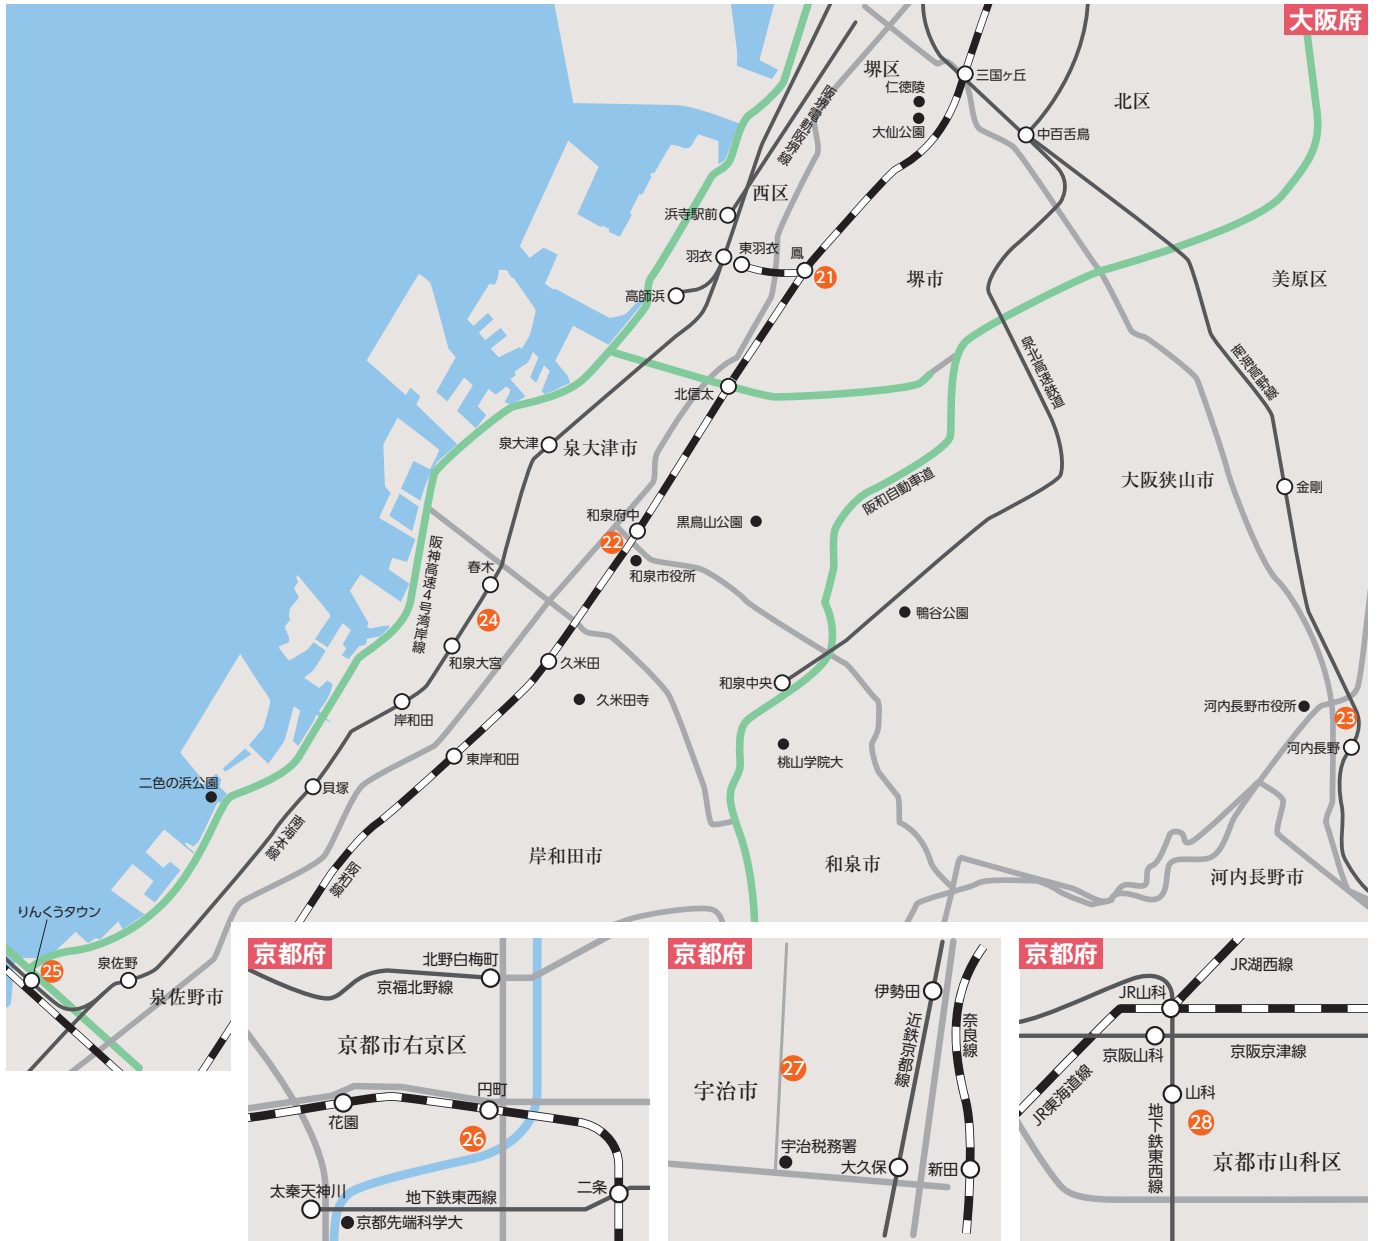 大阪府
堺区
三国ヶ丘
仁徳陵
北区
大仙公園
中百舌鳥
阪堺電軌阪堺線
西区
浜寺駅前
東羽衣
鳳
羽衣
21
堺市
美原区
高師浜
泉北高速鉄道
南海高野線
北信太
泉大津
泉大津市
大阪狭山市
金剛
阪和自動車道
和泉府中
黒鳥山公園
22
阪神高速4号湾岸線
春木
和泉市役所
24
鴨谷公園
和泉大宮
久米田
和泉中央
久米田寺
河内長野市役所
岸和田
23
河内長野
東岸和田
桃山学院大
二色の浜公園
貝塚
南海本線
岸和田市
和泉市
阪和線
河内長野市
りんくうタウン
泉佐野
25
泉佐野市
京都府
北野白梅町
京福北野線
京都市右京区
円町
花園
26
太秦天神川
地下鉄東西線
二条
京都先端科学大
京都府
伊勢田
近鉄京都線
奈良線
27
宇治市
宇治税務署
大久保
新田
京都府
JR湖西線
JR山科
京阪山科
京阪京津線
JR東海道線
山科
地下鉄東西線
28
京都市山科区